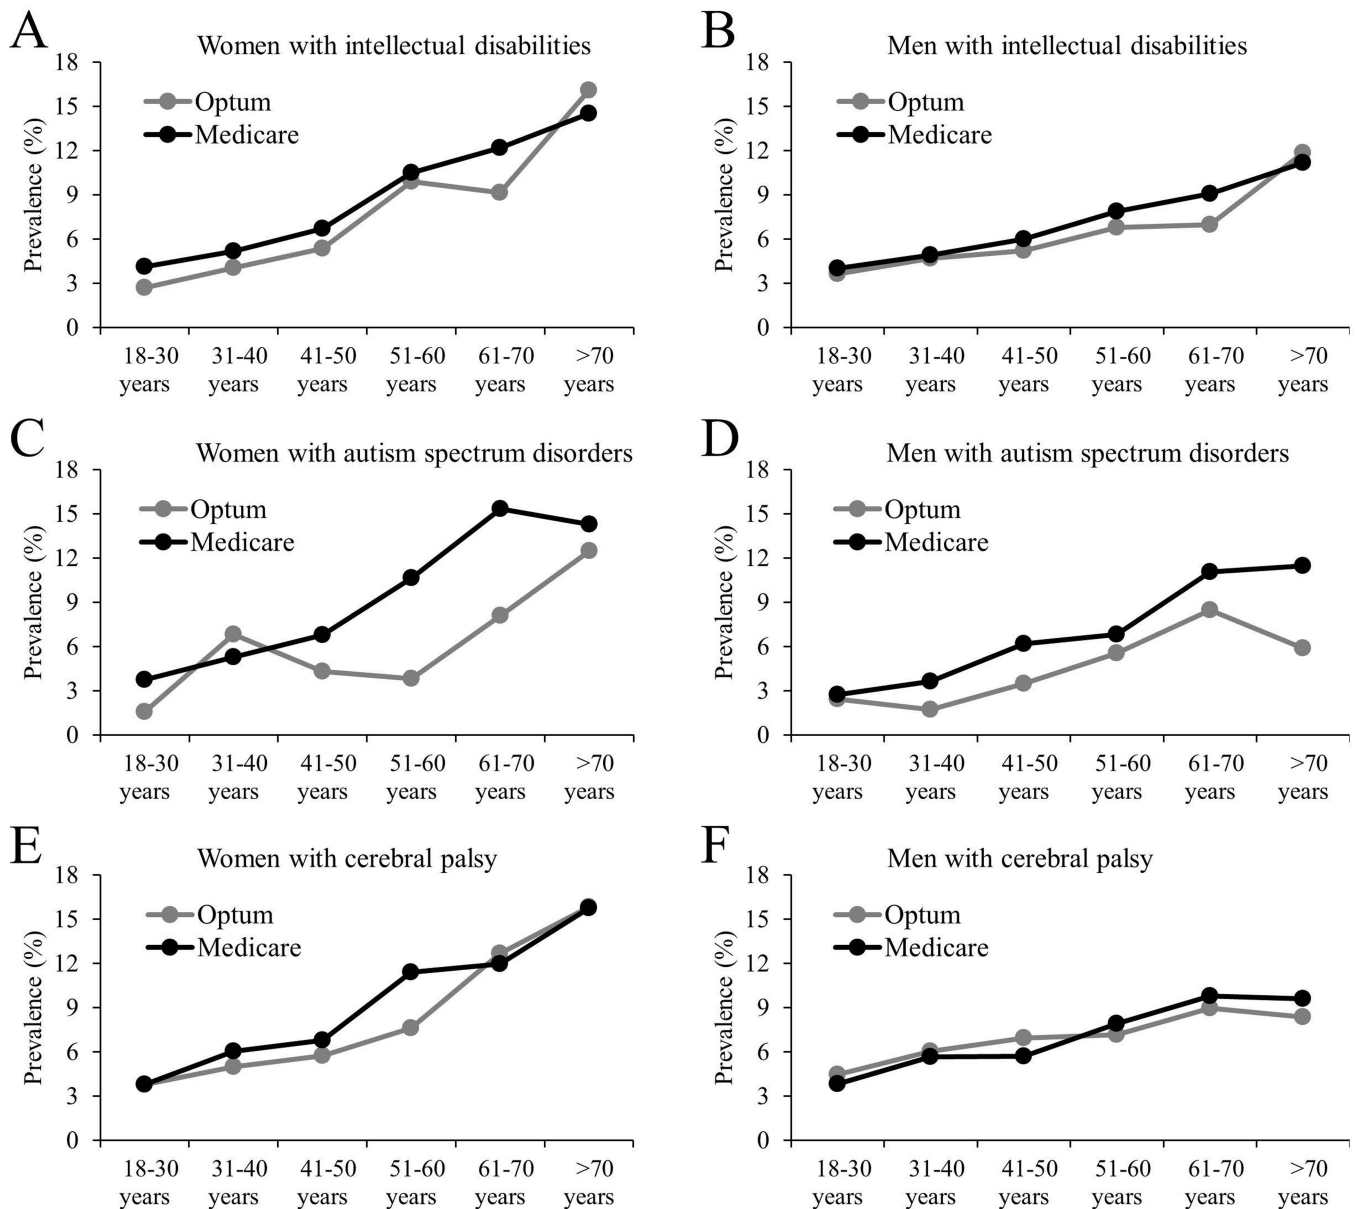 A
Women with intellectual disabilities
Prevalence (%)
18
15
12
9
6
3
0
Optum
Medicare
18-30 31-40 41-50 51-60 61-70 >70
years years years years years years
B
Men with intellectual disabilities
Prevalence (%)
18
15
12
9
6
3
0
Optum
Medicare
18-30 31-40 41-50 51-60 61-70 >70
years years years years years years
C
Women with autism spectrum disorders
Prevalence (%)
18
15
12
9
6
3
0
Optum
Medicare
18-30 31-40 41-50 51-60 61-70 >70
years years years years years years
D
Men with autism spectrum disorders
Prevalence (%)
18
15
12
9
6
3
0
Optum
Medicare
18-30 31-40 41-50 51-60 61-70 >70
years years years years years years
E
Women with cerebral palsy
Prevalence (%)
18
15
12
9
6
3
0
Optum
Medicare
18-30 31-40 41-50 51-60 61-70 >70
years years years years years years
F
Men with cerebral palsy
Prevalence (%)
18
15
12
9
6
3
0
Optum
Medicare
18-30 31-40 41-50 51-60 61-70 >70
years years years years years years